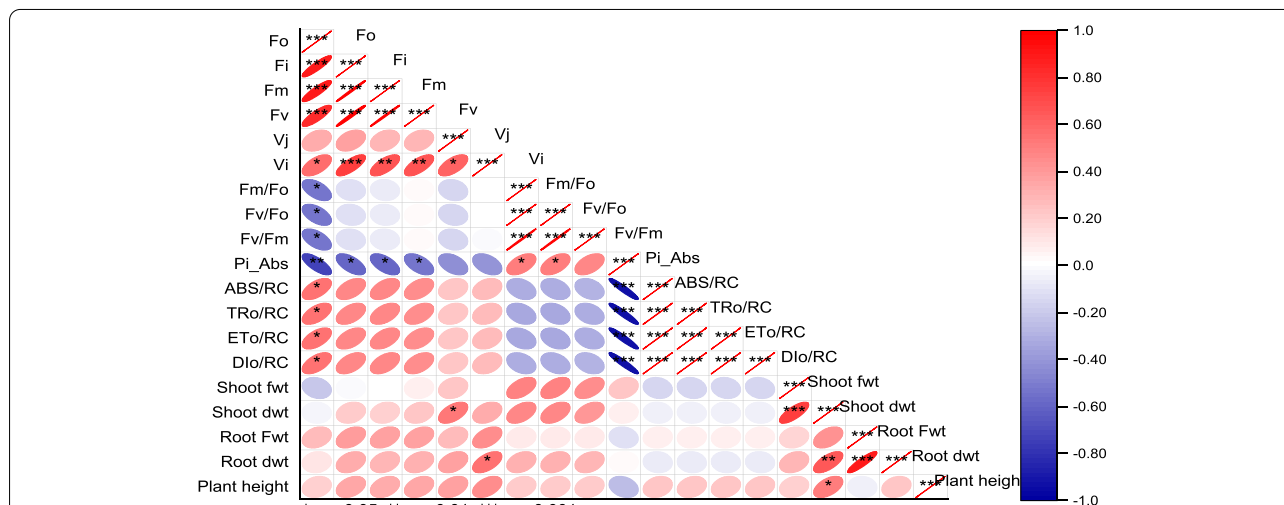 Fo *** Fo
Fi *** *** Fi
Fm *** *** *** Fm
Fv *** *** *** *** Fv
Vj *** Vj
Vi * *** ** ** * *** Vi
Fm/Fo * *** Fm/Fo
Fv/Fo * *** *** Fv/Fo
Fv/Fm * *** *** *** Fv/Fm
Pi_Abs ** * * * * * *** Pi_Abs
ABS/RC * *** *** ABS/RC
TRo/RC * *** *** *** TRo/RC
ETo/RC * *** *** *** *** ETo/RC
DIo/RC * *** *** *** *** *** DIo/RC
Shoot fwt *** Shoot fwt
Shoot dwt * *** *** Shoot dwt
Root Fwt *** Root Fwt
Root dwt * ** *** *** Root dwt
Plant height * *** Plant heigh
1.0
0.80
0.60
0.40
0.20
0.0
-0.20
-0.40
-0.60
-0.80
-1.0